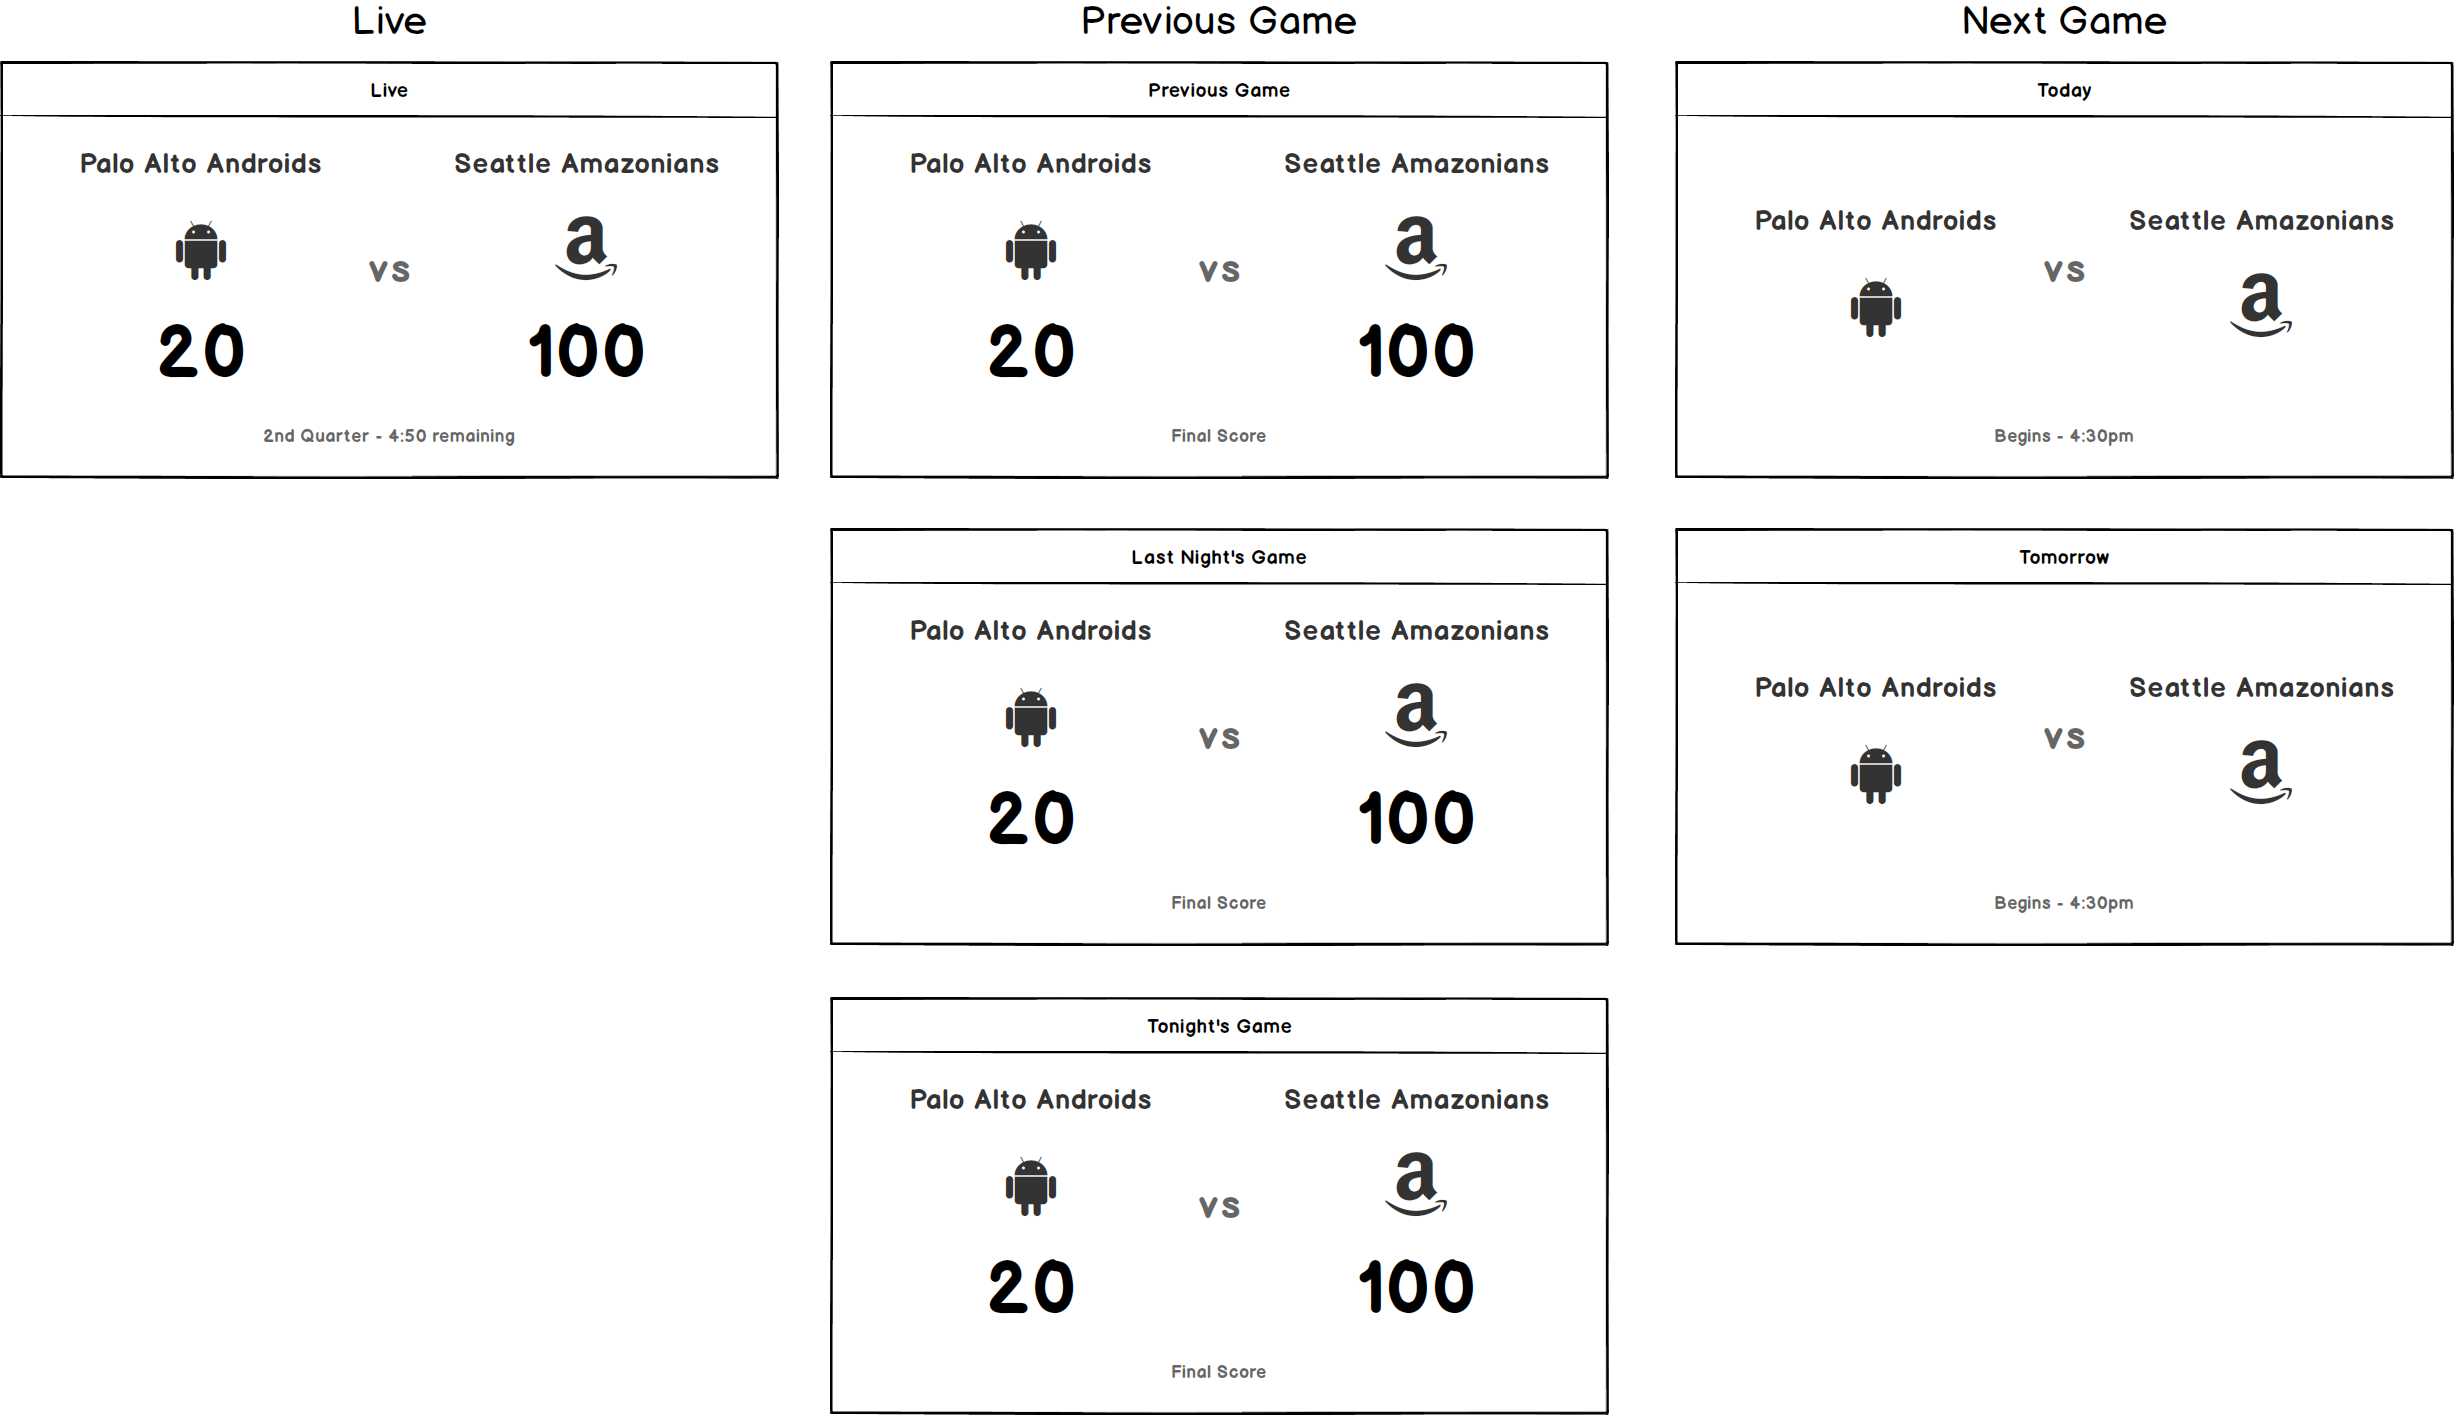 Live
Live
Palo Alto Androids
Seattle Amazonians
vs
20
100
2nd Quarter - 4:50 remaining
Previous Game
Previous Game
Palo Alto Androids
Seattle Amazonians
vs
20
100
Final Score
Last Night's Game
Palo Alto Androids
Seattle Amazonians
vs
20
100
Final Score
Tonight's Game
Palo Alto Androids
Seattle Amazonians
vs
20
100
Final Score
Next Game
Today
Palo Alto Androids
Seattle Amazonians
vs
Begins - 4:30pm
Tomorrow
Palo Alto Androids
Seattle Amazonians
vs
Begins - 4:30pm